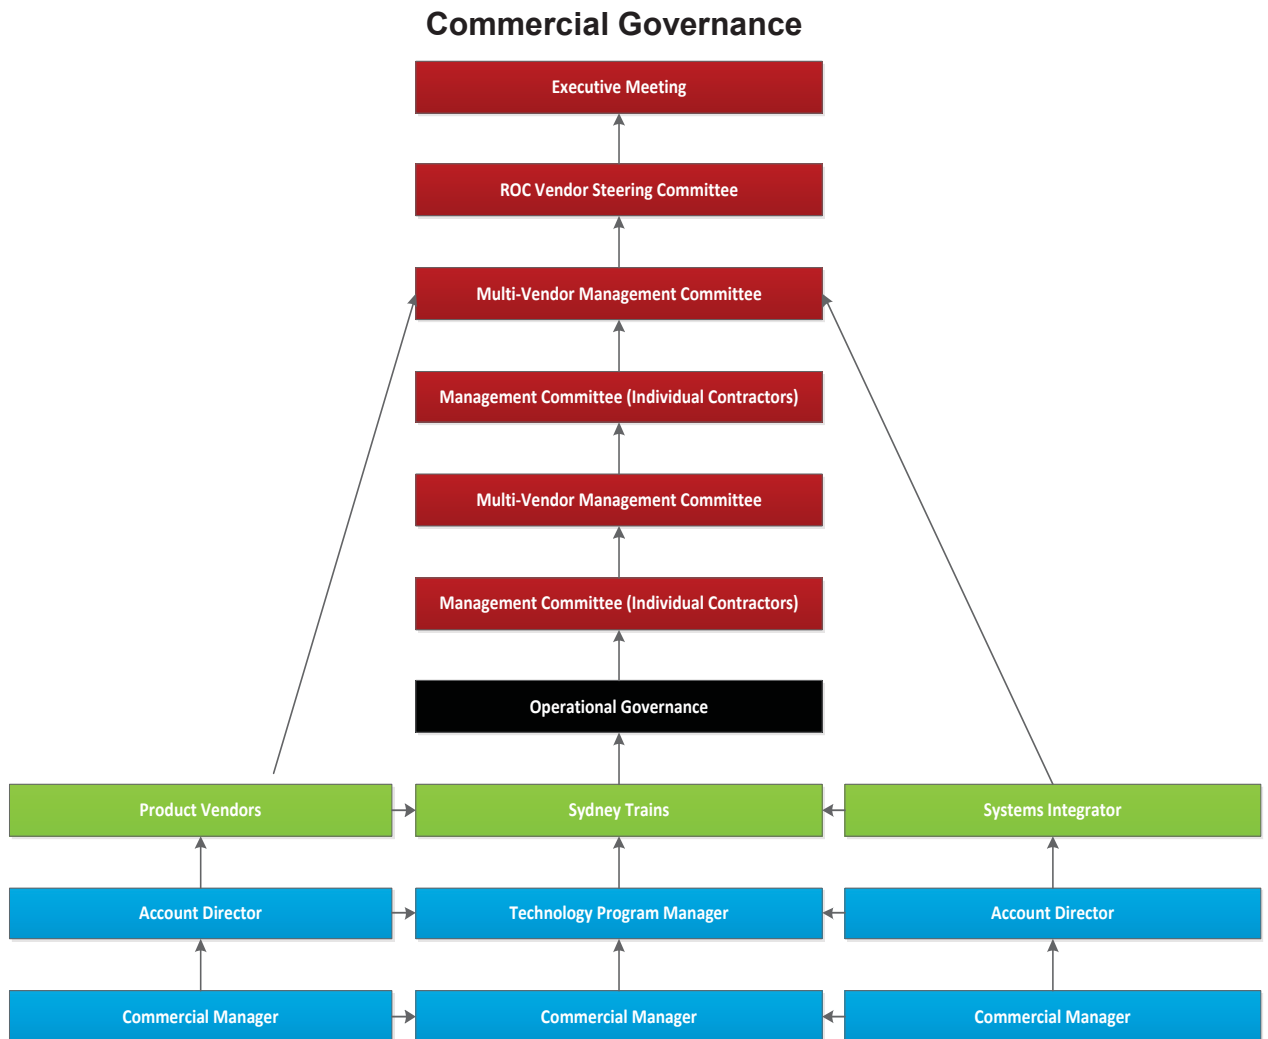 Commercial Governance
Executive Meeting
ROC Vendor Steering Committee
Multi-Vendor Management Committee
Management Committee (Individual Contractors)
Multi-Vendor Management Committee
Management Committee (Individual Contractors)
Operational Governance
Product Vendors
Sydney Trains
Systems Integrator
Account Director
Technology Program Manager
Account Director
Commercial Manager
Commercial Manager
Commercial Manager